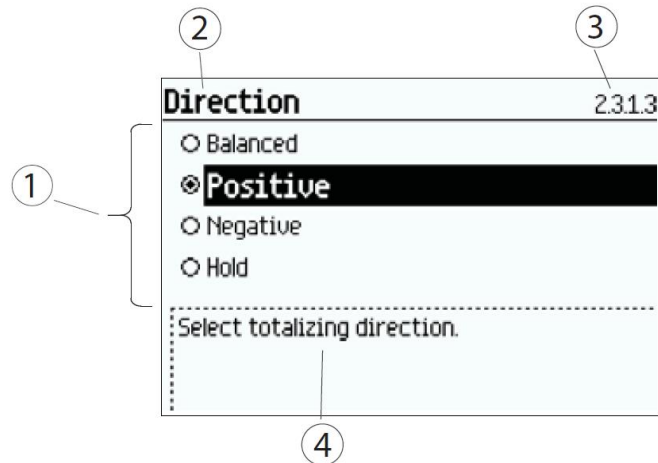 2
3
Direction 2.3.1.3
Balanced
Positive
1
Negative
Hold
Select totalizing direction.
4